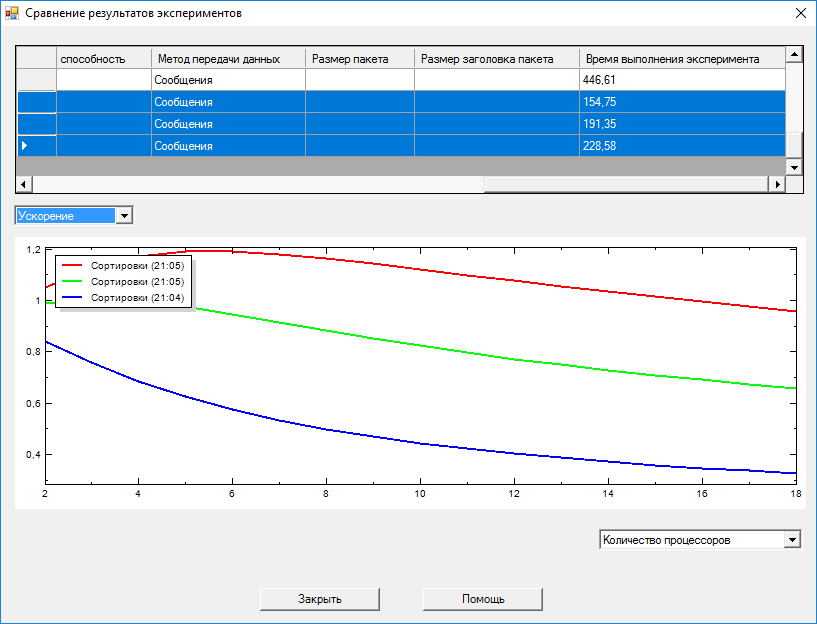 Сравнение результатов экспериментов
способность Метод передачи данных Размер пакета Размер заголовка пакета Время выполнения эксперимента
Сообщения 446,61
Сообщения 154,75
Сообщения 191,35
Сообщения 228,58
Ускорение
1,2
1
0,8
0,6
0,4
Сортировки (21:05)
Сортировки (21:05)
Сортировки (21:04)
2 4 6 8 10 12 14 16 18
Количество процессоров
Закрыть Помощь